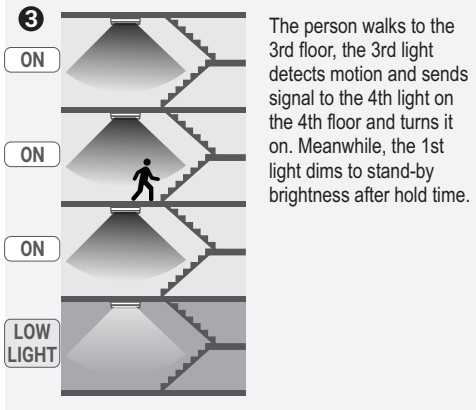 3
ON
ON
ON
LOW
LIGHT
The person walks to the
3rd floor, the 3rd light
detects motion and sends
signal to the 4th light on
the 4th floor and turns it
on. Meanwhile, the 1st
light dims to stand-by
brightness after hold time.